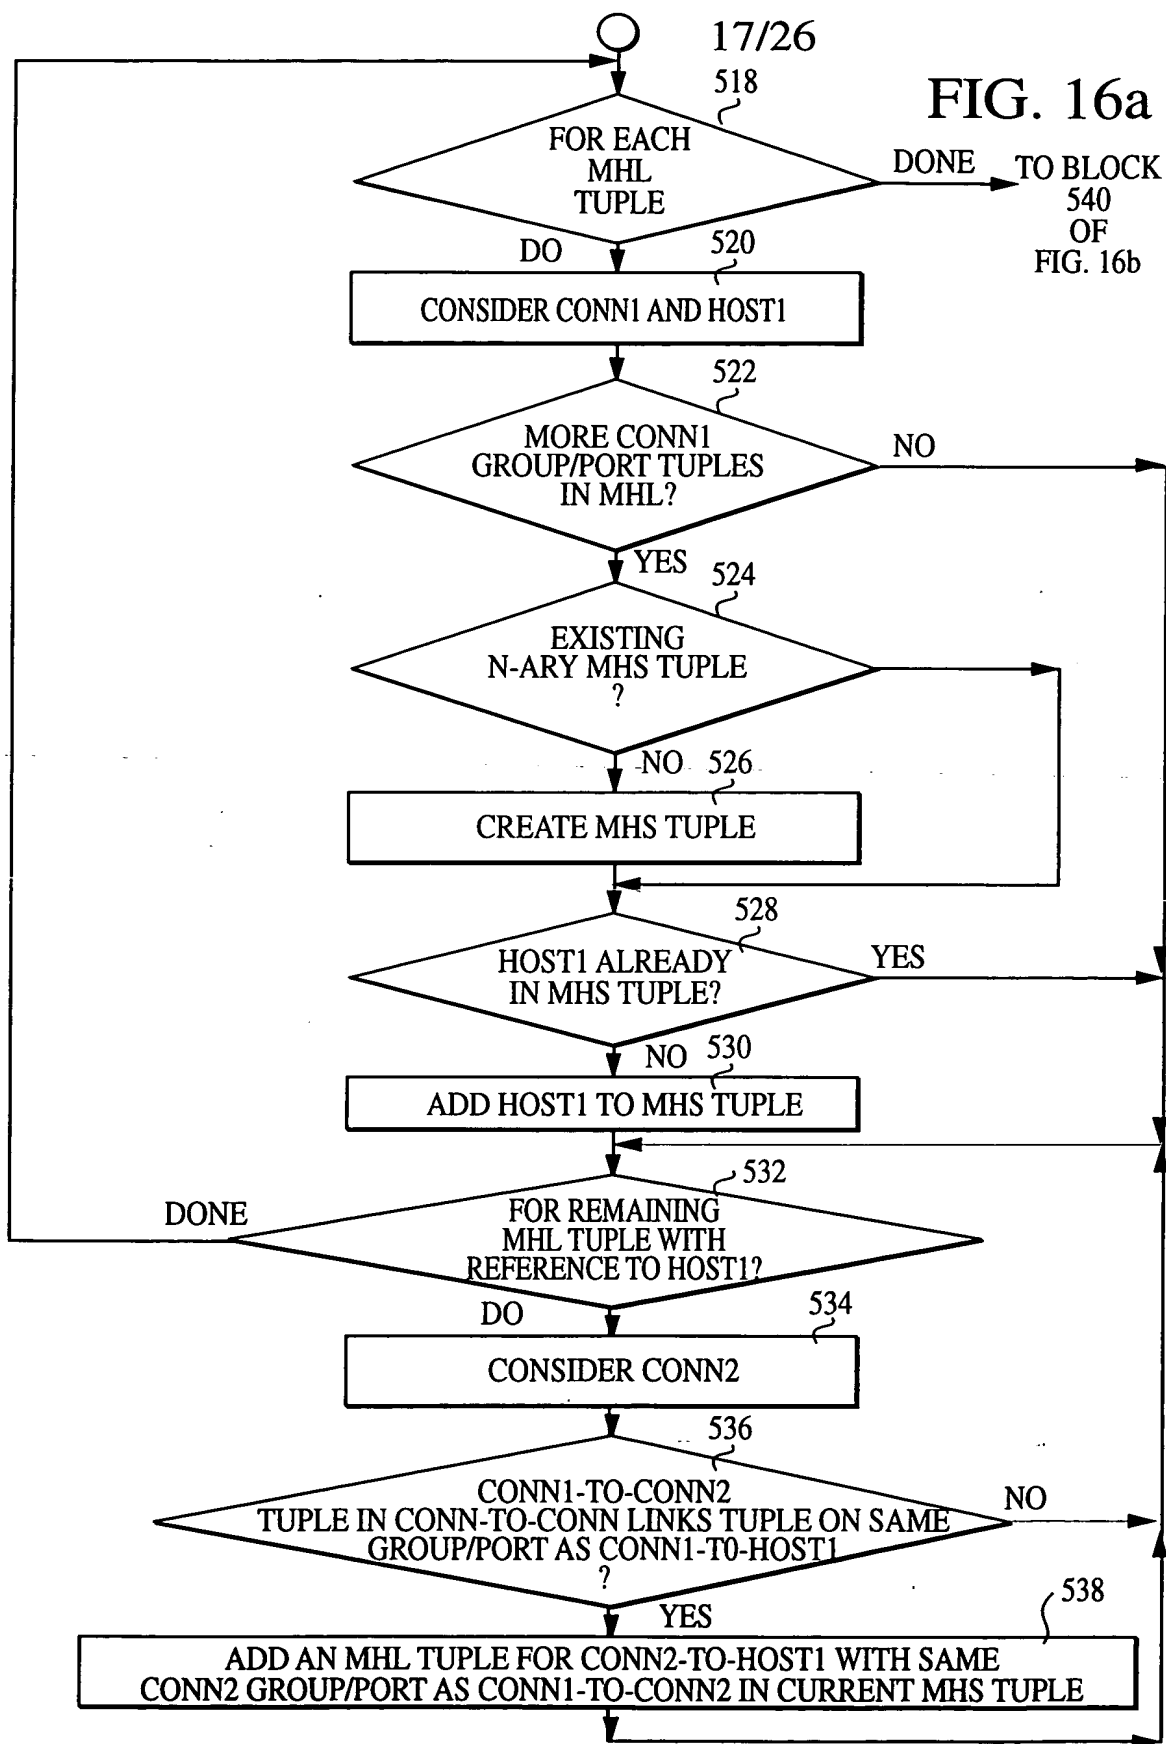 17/26
FIG. 16a
518
FOR EACH
MHL
TUPLE
DONE
TO BLOCK
540
OF
FIG. 16b
DO
520
CONSIDER CONN1 AND HOST1
522
MORE CONN1
GROUP/PORT TUPLES
IN MHL?
NO
YES
524
EXISTING
N-ARY MHS TUPLE
?
NO
526
CREATE MHS TUPLE
528
HOST1 ALREADY
IN MHS TUPLE?
YES
NO
530
ADD HOST1 TO MHS TUPLE
532
FOR REMAINING
MHL TUPLE WITH
REFERENCE TO HOST1?
DONE
DO
534
CONSIDER CONN2
536
CONN1-TO-CONN2
TUPLE IN CONN-TO-CONN LINKS TUPLE ON SAME
GROUP/PORT AS CONN1-T0-HOST1
?
NO
YES
538
ADD AN MHL TUPLE FOR CONN2-TO-HOST1 WITH SAME
CONN2 GROUP/PORT AS CONN1-TO-CONN2 IN CURRENT MHS TUPLE